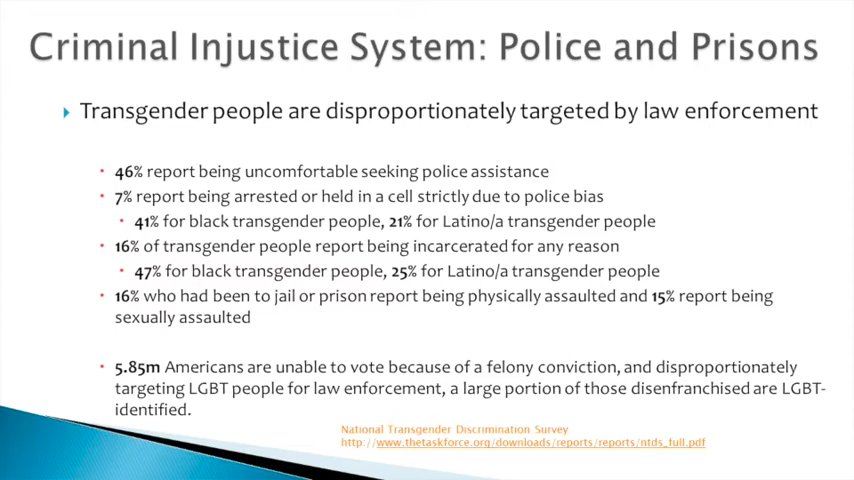 Criminal Injustice System: Police and Prisons
Transgender people are disproportionately targeted by law enforcement
46% report being uncomfortable seeking police assistance
7% report being arrested or held in a cell strictly due to police bias
41% for black transgender people, 21% for Latino/a transgender people
16% of transgender people report being incarcerated for any reason
47% for black transgender people, 25% for Latino/a transgender people
16% who had been to jail or prison report being physically assaulted and 15% report being
sexually assaulted
5.85m Americans are unable to vote because of a felony conviction, and disproportionately
targeting LGBT people for law enforcement, a large portion of those disenfranchised are LGBT-
identified.
National Transgender Discrimination Survey
http://www.thetaskforce.org/downloads/reports/reports/ntds_full.pdf